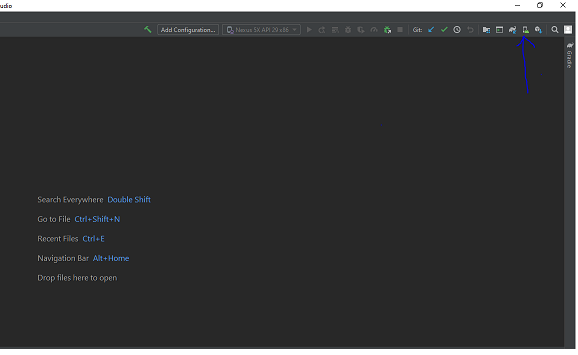 udio
Add Configuration... Nexus 5X API 29 x86 Git:
Gradle
Search Everywhere Double Shift
Go to File Ctrl+Shift+N
Recent Files Ctrl+E
Navigation Bar Alt+Home
Drop files here to open